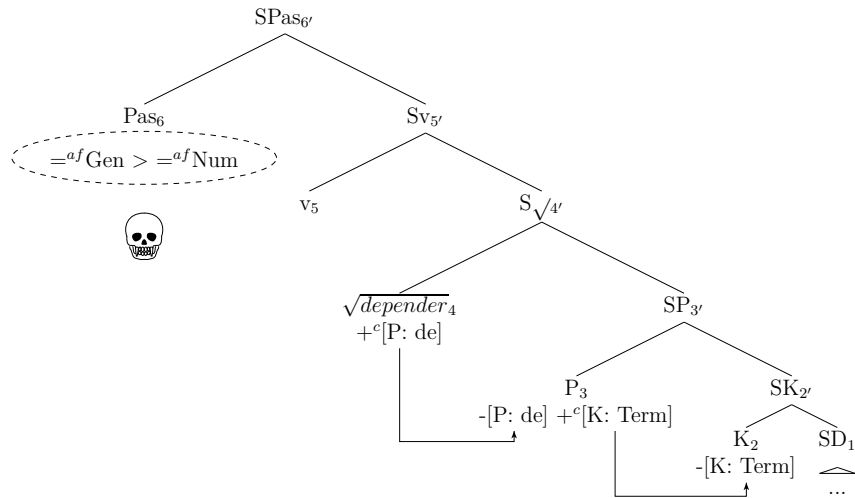 SPas₆′
Pas₆
Sv₅′
=ᵃᶠGen > =ᵃᶠNum
v₅
S√₄′
√depender₄
+ᶜ[P: de]
SP₃′
P₃
-[P: de] +ᶜ[K: Term]
SK₂′
K₂
-[K: Term]
SD₁
...